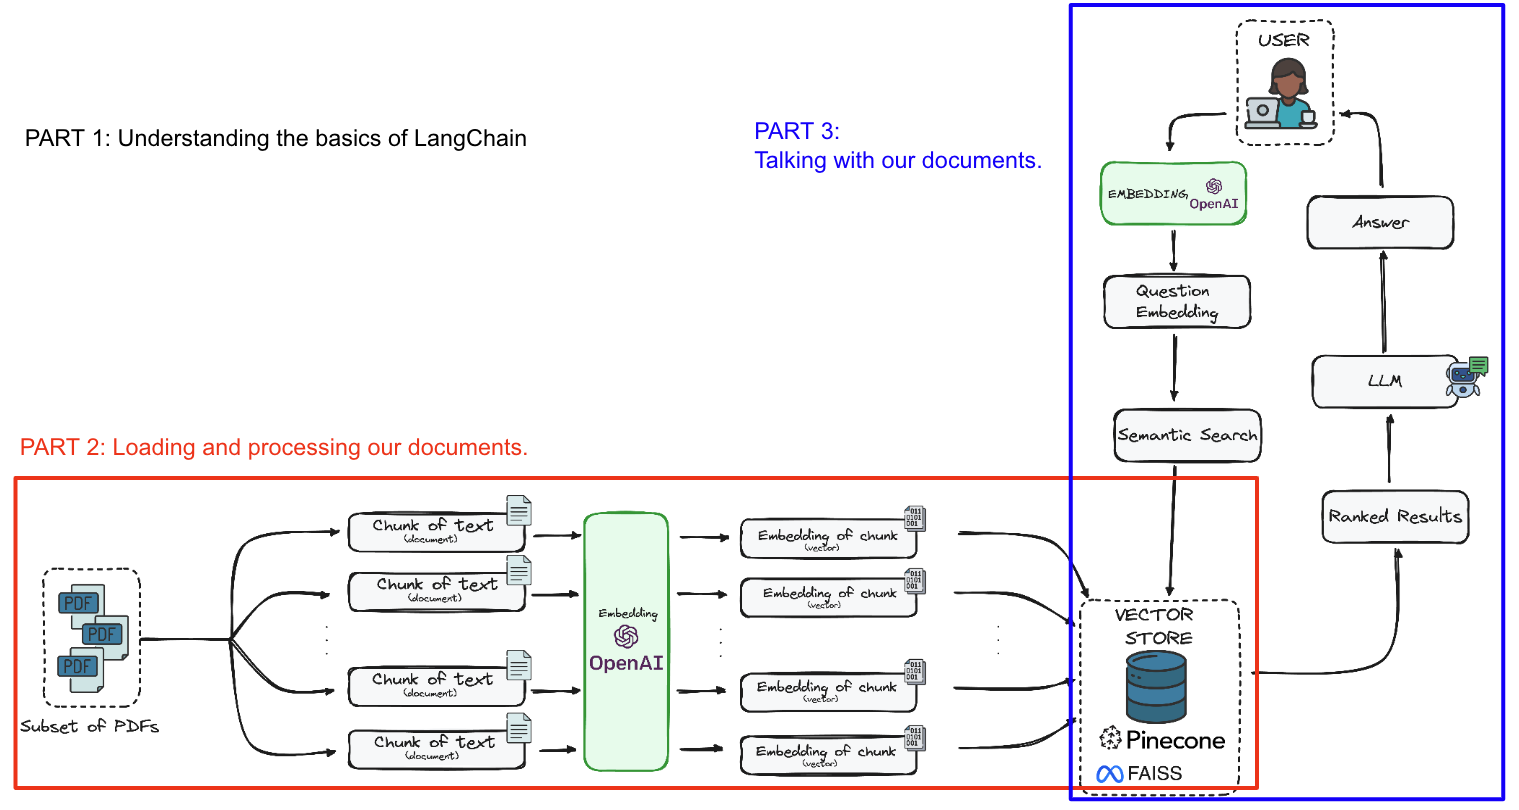 PART 1: Understanding the basics of LangChain
PART 3:
Talking with our documents.
USER
EMBEDDING
OpenAI
Question
Embedding
Semantic Search
Answer
LLM
Ranked Results
PART 2: Loading and processing our documents.
PDF
PDF
PDF
Subset of PDFs
Chunk of text
(document)
Chunk of text
(document)
Chunk of text
(document)
Chunk of text
(document)
Embedding
OpenAI
Embedding of chunk
(vector)
011
0101
001
Embedding of chunk
(vector)
011
0101
001
Embedding of chunk
(vector)
011
0101
001
Embedding of chunk
(vector)
011
0101
001
VECTOR
STORE
Pinecone
FAISS